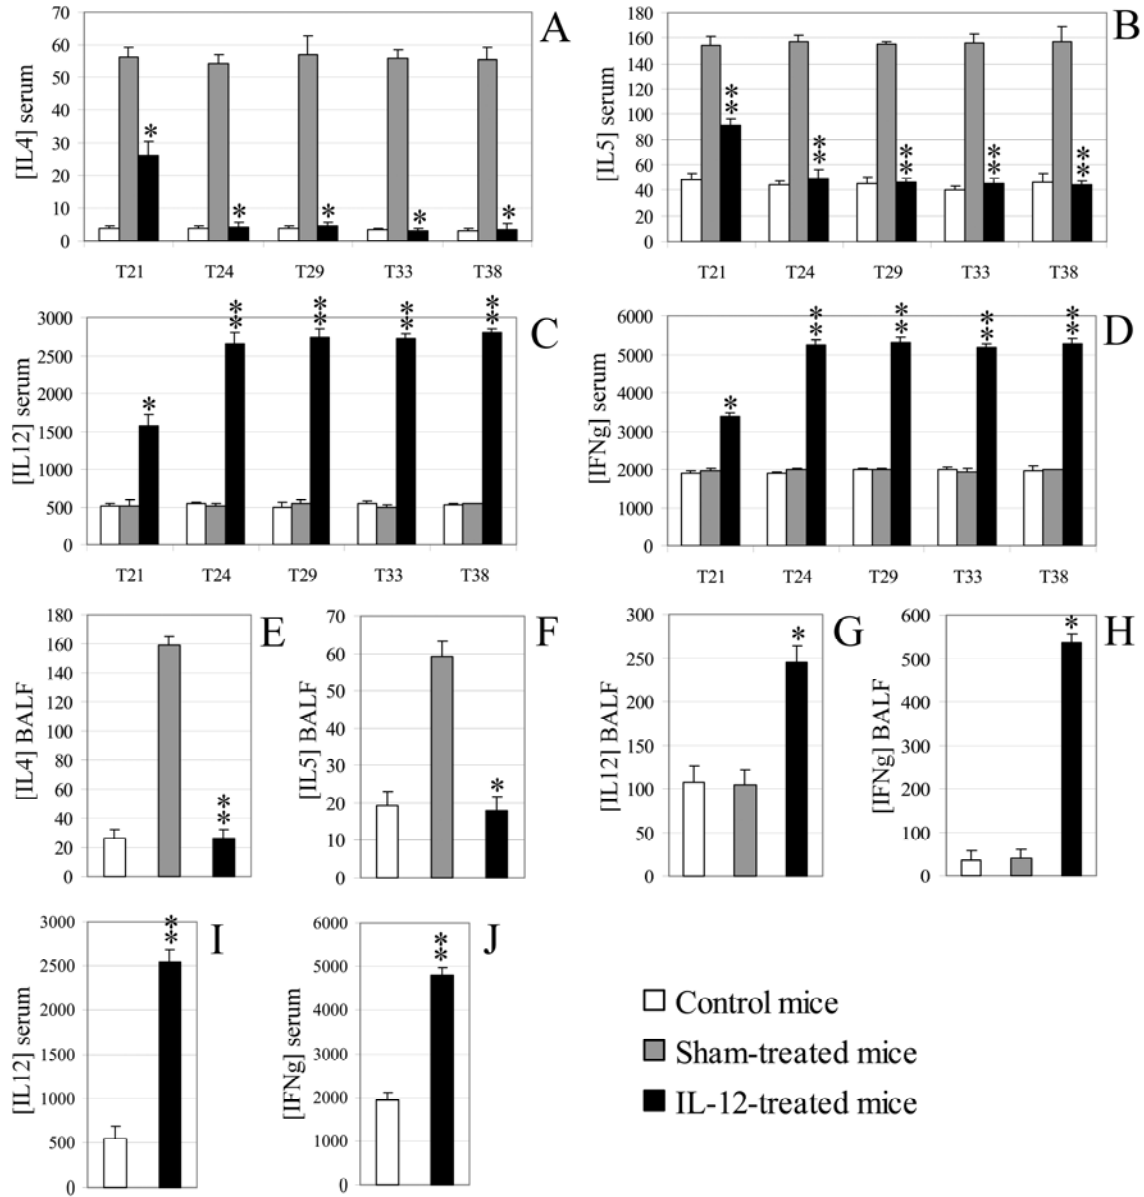 A
[IL4] serum
70
60
50
40
30
20
10
0
* * * * *
T21 T24 T29 T33 T38
B
[IL5] serum
180
160
140
120
100
80
60
40
20
0
** ** ** ** **
T21 T24 T29 T33 T38
C
[IL12] serum
3000
2500
2000
1500
1000
500
0
* ** ** ** **
T21 T24 T29 T33 T38
D
[IFNg] serum
6000
5000
4000
3000
2000
1000
0
* ** ** ** **
T21 T24 T29 T33 T38
E
[IL4] BALF
180
160
140
120
100
80
60
40
20
0
**
F
[IL5] BALF
70
60
50
40
30
20
10
0
*
G
[IL12] BALF
300
250
200
150
100
50
0
*
H
[IFNg] BALF
600
500
400
300
200
100
0
*
I
[IL12] serum
3000
2500
2000
1500
1000
500
0
**
J
[IFNg] serum
6000
5000
4000
3000
2000
1000
0
**
Control mice
Sham-treated mice
IL-12-treated mice